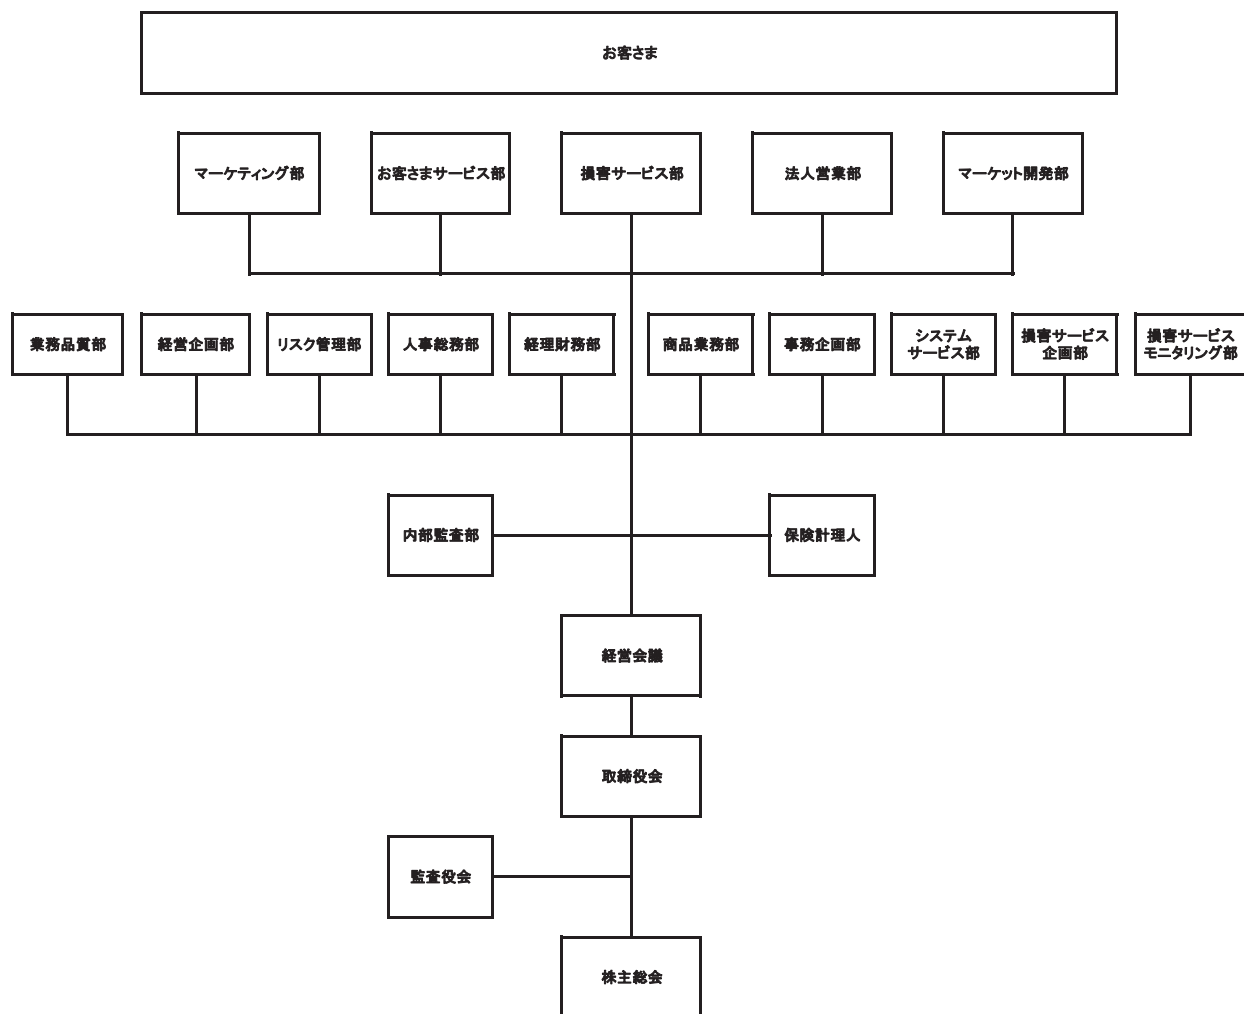 お客さま
マーケティング部
お客さまサービス部
損害サービス部
法人営業部
マーケット開発部
業務品質部
経営企画部
リスク管理部
人事総務部
経理財務部
商品業務部
事務企画部
システム
サービス部
損害サービス
企画部
損害サービス
モニタリング部
内部監査部
保険計理人
経営会議
取締役会
監査役会
株主総会